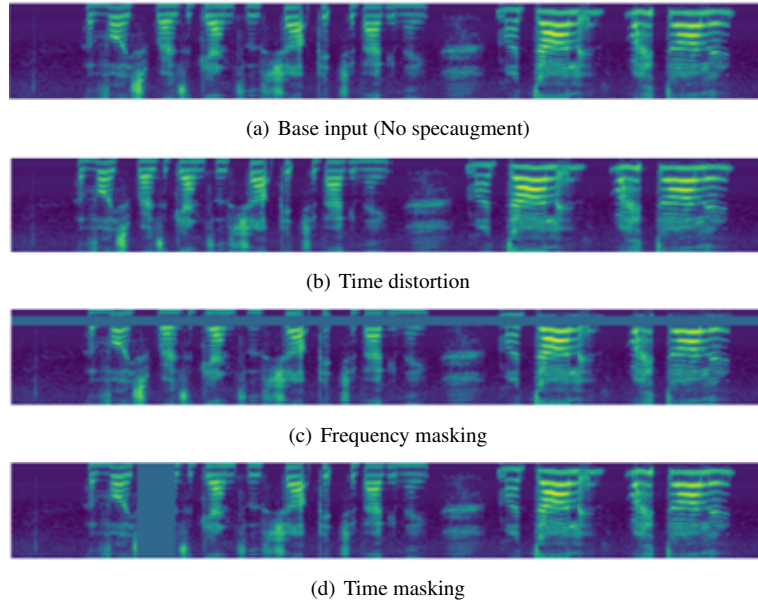 (a) Base input (No specaugment)
(b) Time distortion
(c) Frequency masking
(d) Time masking